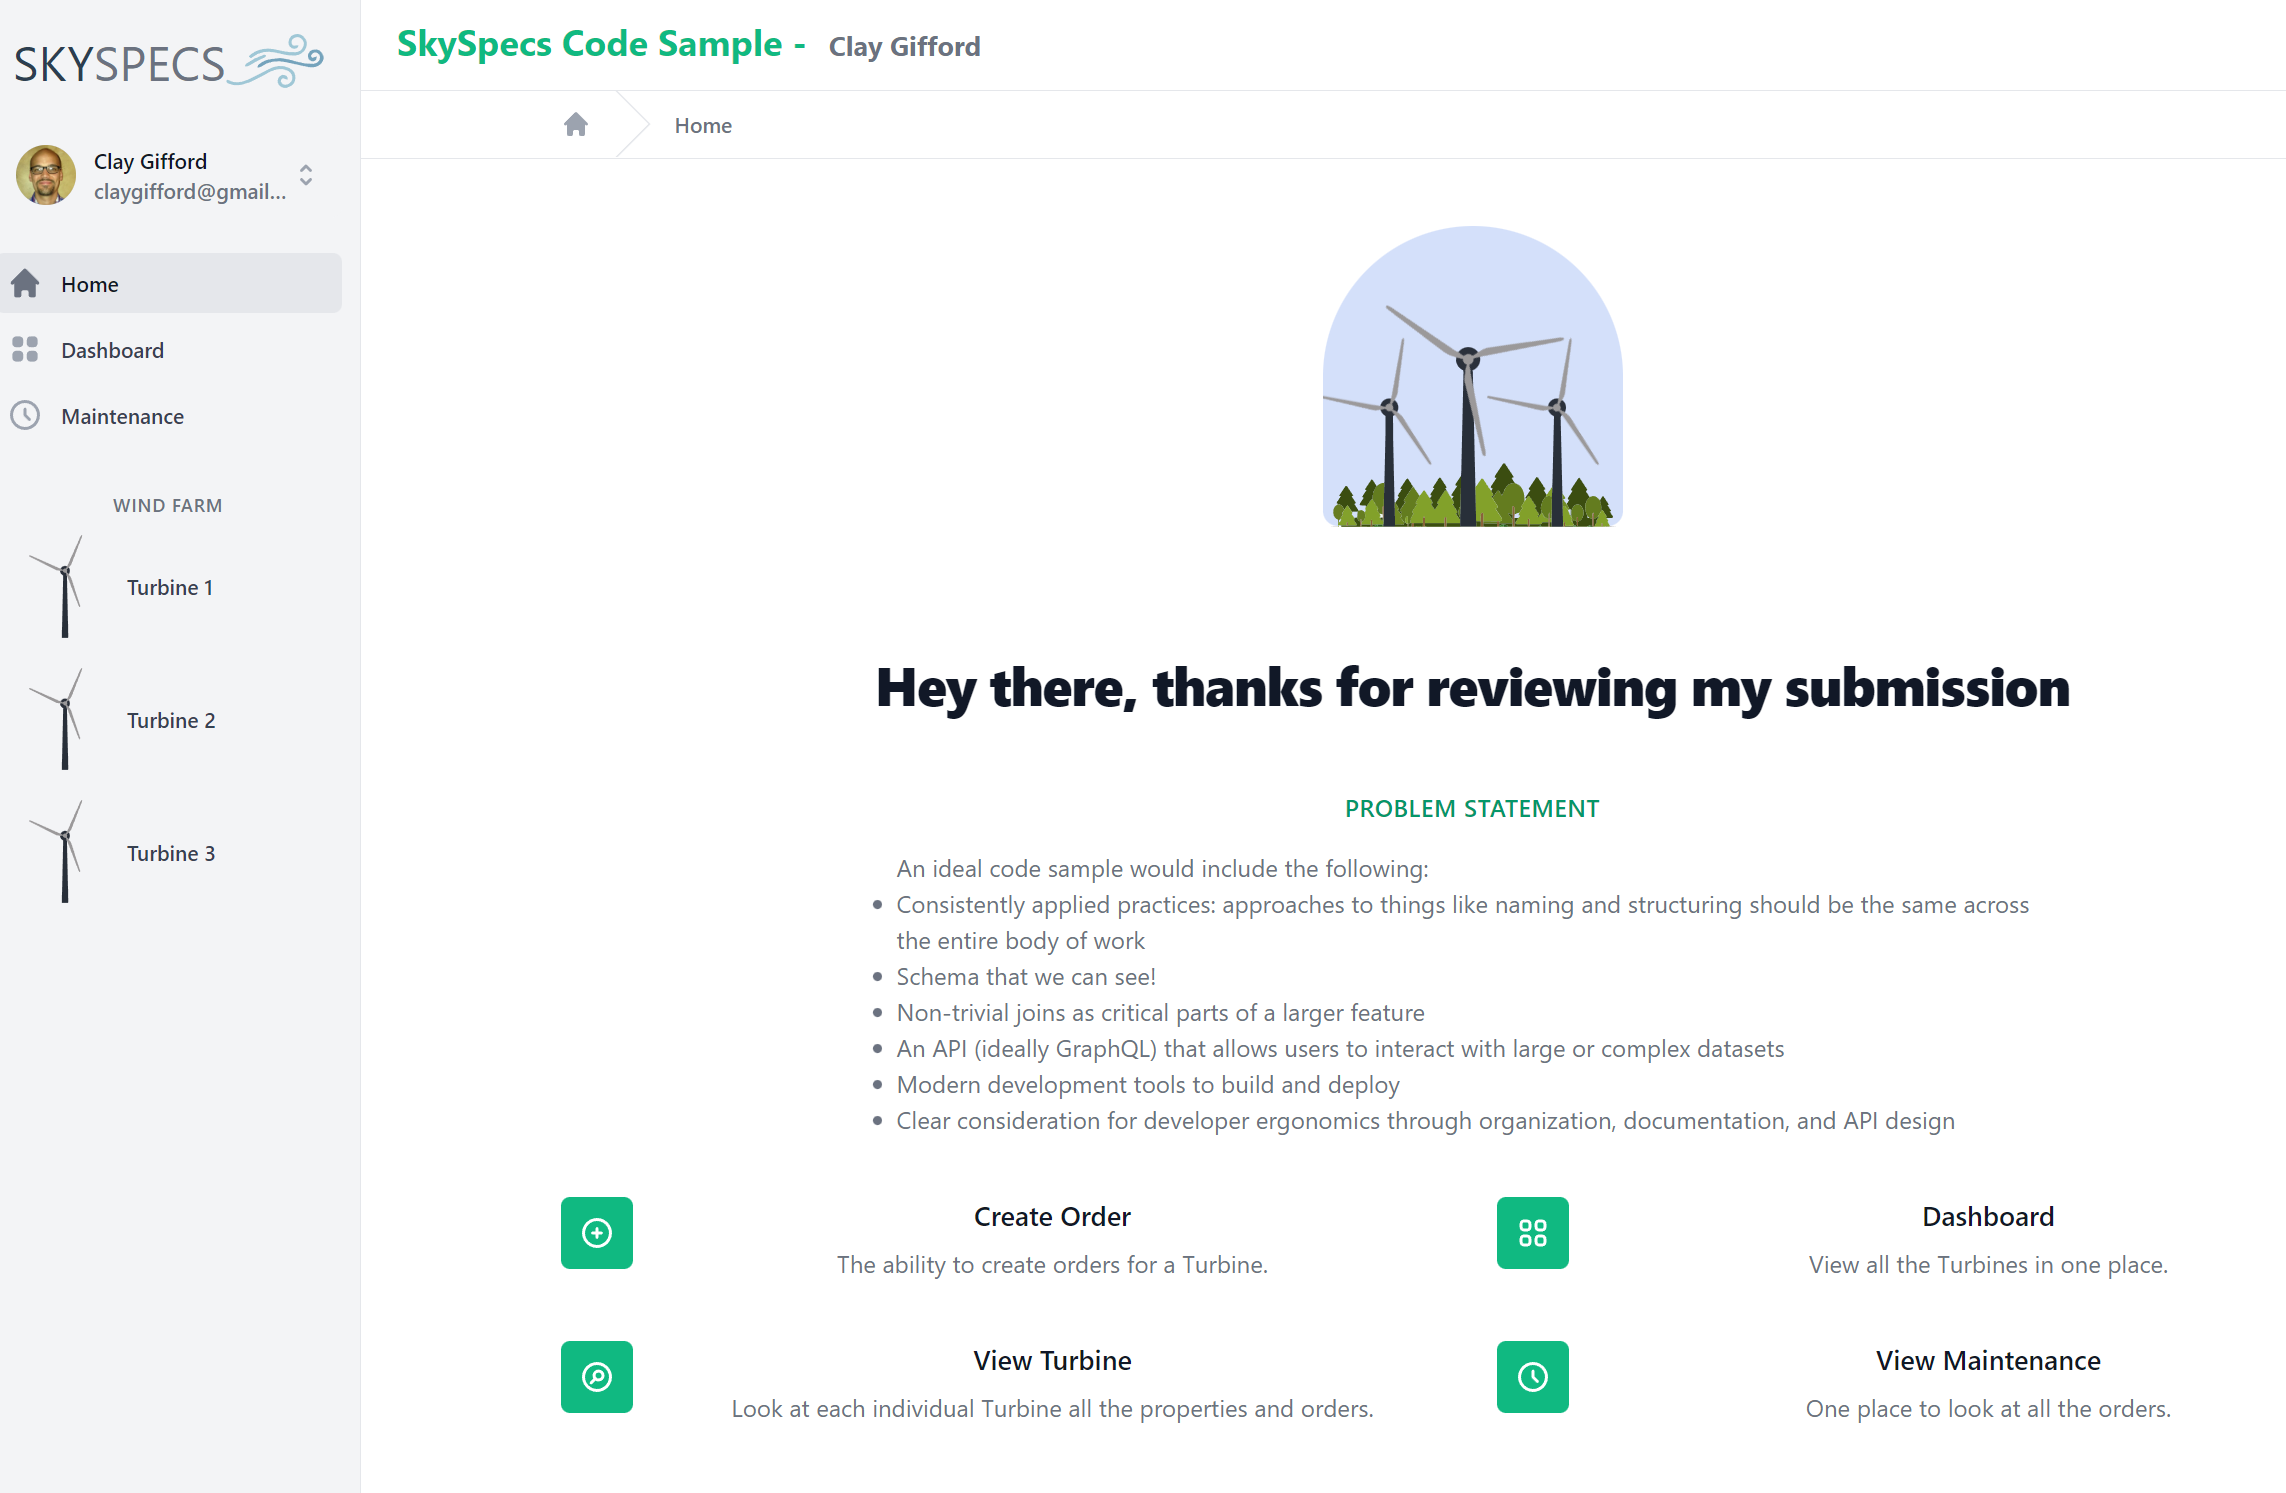 SKYSPECS
Clay Gifford
claygifford@gmail...
Home
Dashboard
Maintenance
WIND FARM
Turbine 1
Turbine 2
Turbine 3
SkySpecs Code Sample - Clay Gifford
Home
Hey there, thanks for reviewing my submission
PROBLEM STATEMENT
An ideal code sample would include the following:
Consistently applied practices: approaches to things like naming and structuring should be the same across
the entire body of work
Schema that we can see!
Non-trivial joins as critical parts of a larger feature
An API (ideally GraphQL) that allows users to interact with large or complex datasets
Modern development tools to build and deploy
Clear consideration for developer ergonomics through organization, documentation, and API design
Create Order
The ability to create orders for a Turbine.
Dashboard
View all the Turbines in one place.
View Turbine
Look at each individual Turbine all the properties and orders.
View Maintenance
One place to look at all the orders.